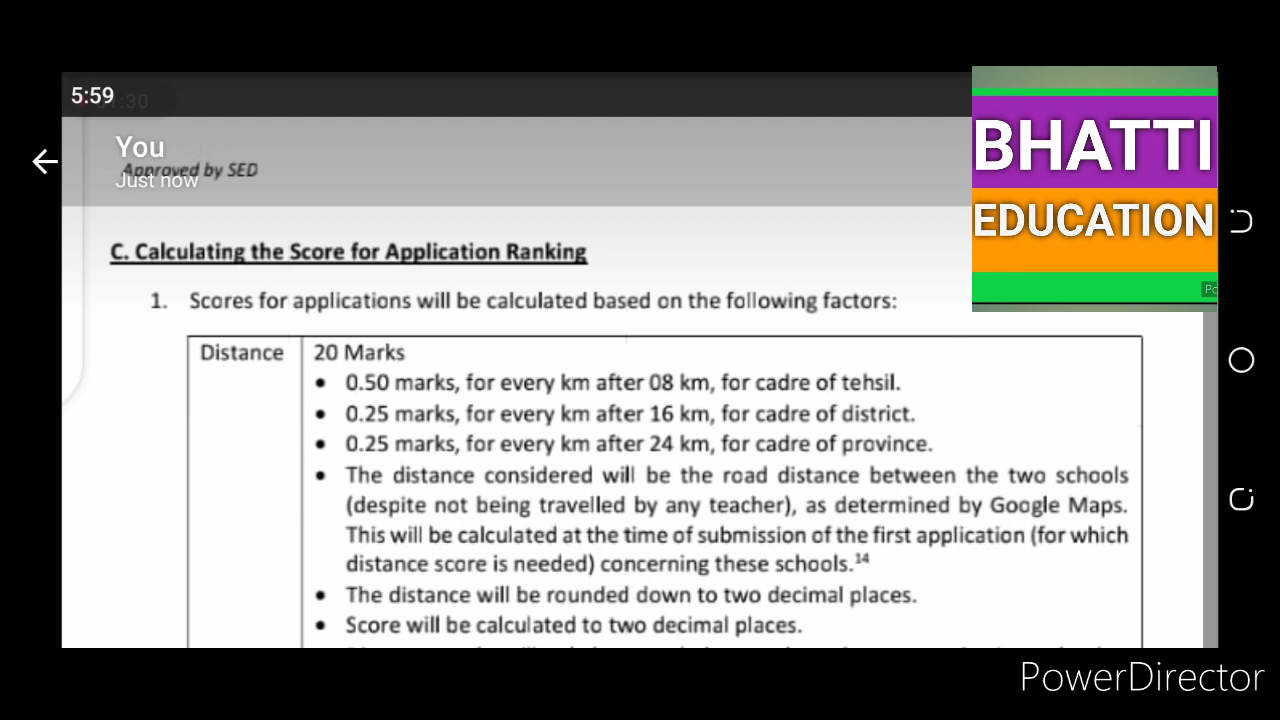 5:59
1:30
You
Approved by SED
Just now
BHATTI
EDUCATION
C. Calculating the Score for Application Ranking
1. Scores for applications will be calculated based on the following factors:
Distance
20 Marks
• 0.50 marks, for every km after 08 km, for cadre of tehsil.
• 0.25 marks, for every km after 16 km, for cadre of district.
• 0.25 marks, for every km after 24 km, for cadre of province.
• The distance considered will be the road distance between the two schools
(despite not being travelled by any teacher), as determined by Google Maps.
This will be calculated at the time of submission of the first application (for which
distance score is needed) concerning these schools.¹⁴
• The distance will be rounded down to two decimal places.
• Score will be calculated to two decimal places.
PowerDirector